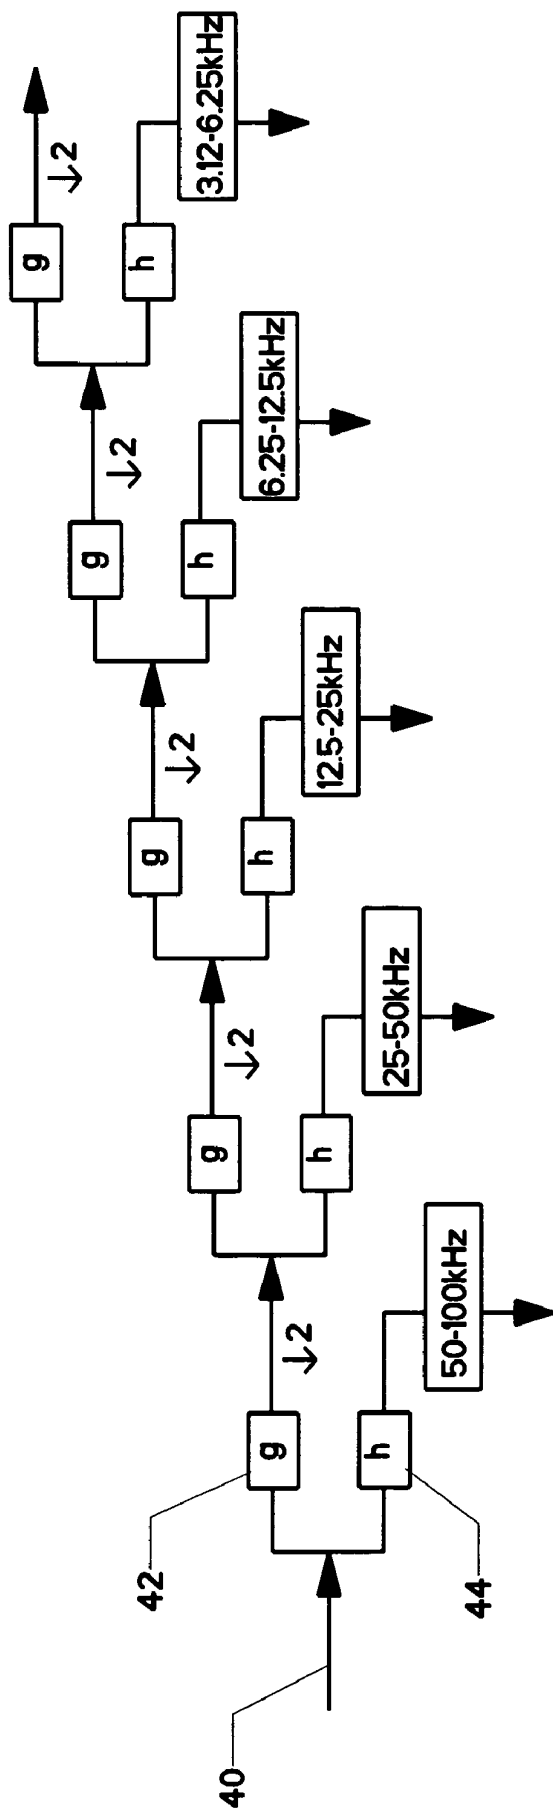 40
42
44
g
h
↓2
50-100kHz
g
h
↓2
25-50kHz
g
h
↓2
12.5-25kHz
g
h
↓2
6.25-12.5kHz
g
h
↓2
3.12-6.25kHz